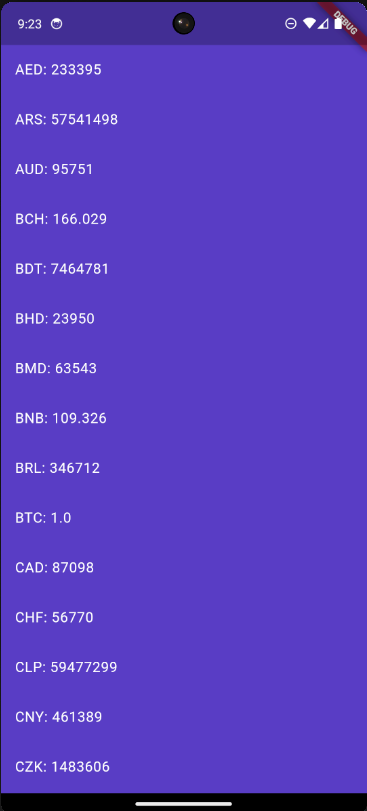 9:23
DEBUG
AED: 233395
ARS: 57541498
AUD: 95751
BCH: 166.029
BDT: 7464781
BHD: 23950
BMD: 63543
BNB: 109.326
BRL: 346712
BTC: 1.0
CAD: 87098
CHF: 56770
CLP: 59477299
CNY: 461389
CZK: 1483606